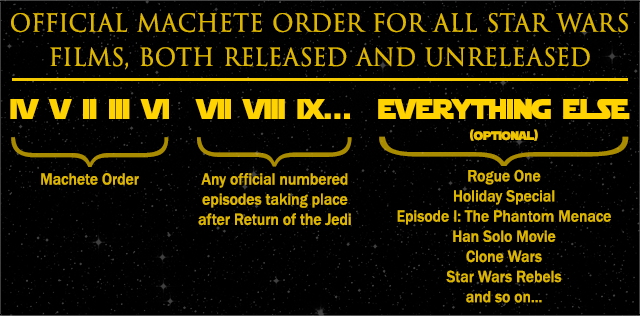 OFFICIAL MACHETE ORDER FOR ALL STAR WARS
FILMS, BOTH RELEASED AND UNRELEASED
IV V II III VI
VII VIII IX...
EVERYTHING ELSE
(OPTIONAL)
Machete Order
Any official numbered
episodes taking place
after Return of the Jedi
Rogue One
Holiday Special
Episode I: The Phantom Menace
Han Solo Movie
Clone Wars
Star Wars Rebels
and so on...